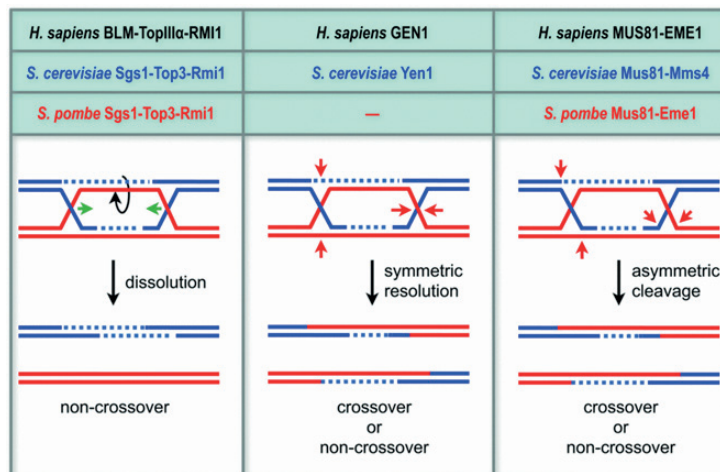 H. sapiens BLM-TopIIIα-RMI1
H. sapiens GEN1
H. sapiens MUS81-EME1
S. cerevisiae Sgs1-Top3-Rmi1
S. cerevisiae Yen1
S. cerevisiae Mus81-Mms4
S. pombe Sgs1-Top3-Rmi1
—
S. pombe Mus81-Eme1
dissolution
symmetric
resolution
asymmetric
cleavage
non-crossover
crossover
or
non-crossover
crossover
or
non-crossover